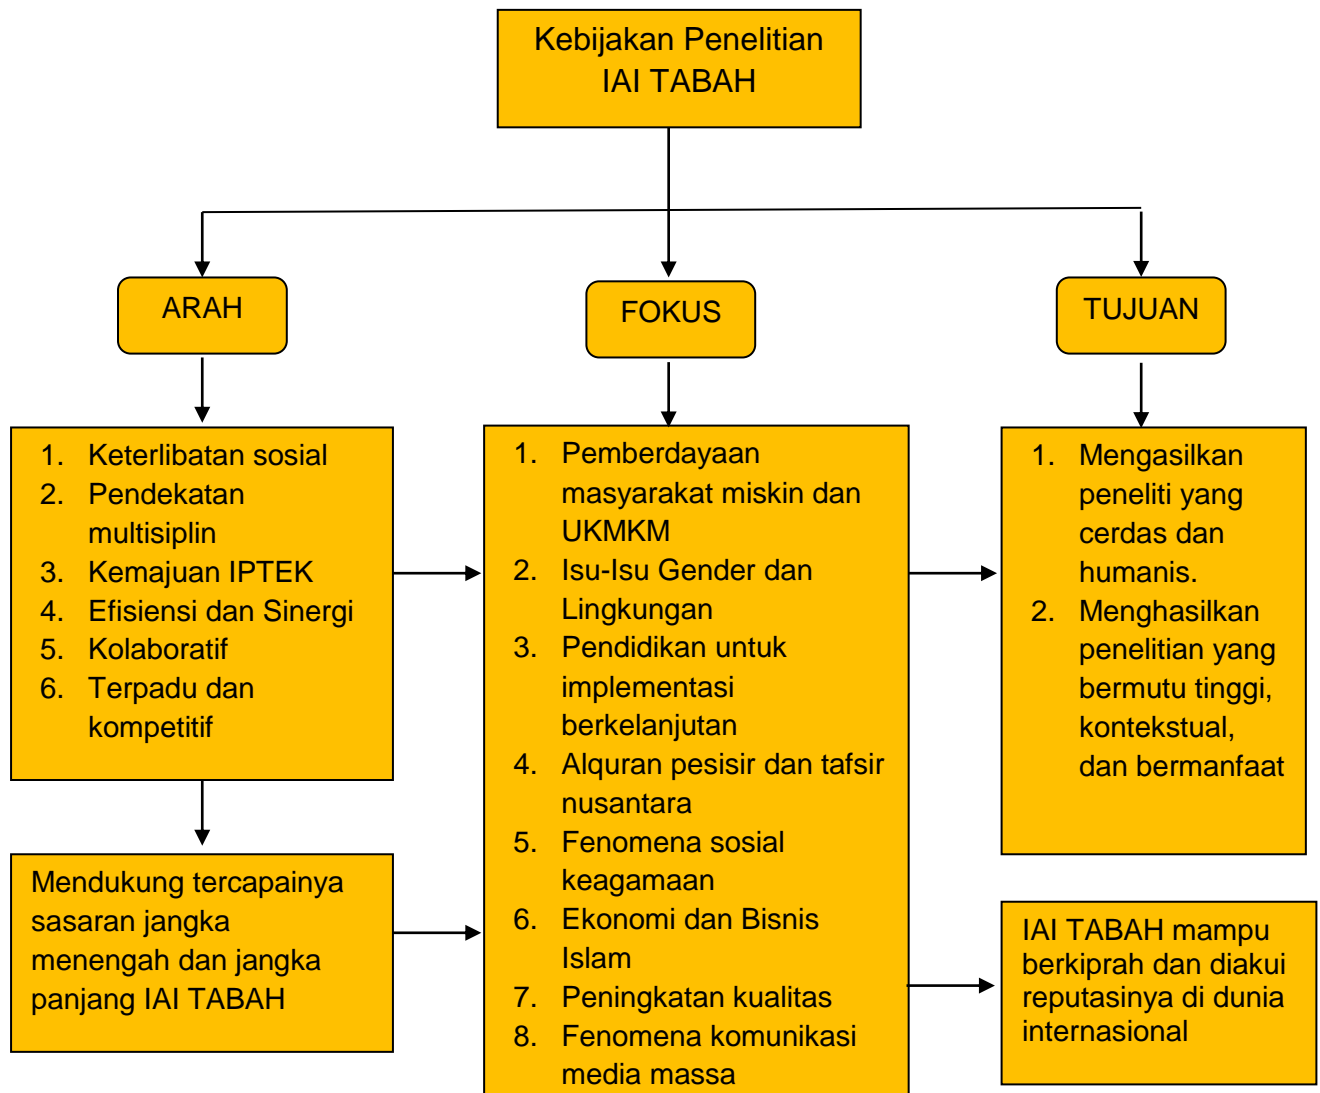 Kebijakan Penelitian
IAI TABAH
ARAH
FOKUS
TUJUAN
1. Keterlibatan sosial
2. Pendekatan
multisiplin
3. Kemajuan IPTEK
4. Efisiensi dan Sinergi
5. Kolaboratif
6. Terpadu dan
kompetitif
Mendukung tercapainya
sasaran jangka
menengah dan jangka
panjang IAI TABAH
1. Pemberdayaan
masyarakat miskin dan
UKMKM
2. Isu-Isu Gender dan
Lingkungan
3. Pendidikan untuk
implementasi
berkelanjutan
4. Alquran pesisir dan tafsir
nusantara
5. Fenomena sosial
keagamaan
6. Ekonomi dan Bisnis
Islam
7. Peningkatan kualitas
8. Fenomena komunikasi
media massa
1. Mengasilkan
peneliti yang
cerdas dan
humanis.
2. Menghasilkan
penelitian yang
bermutu tinggi,
kontekstual,
dan bermanfaat
IAI TABAH mampu
berkiprah dan diakui
reputasinya di dunia
internasional